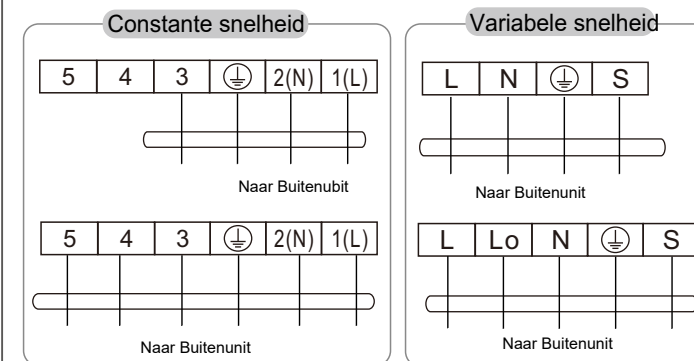 Constante snelheid
5 4 3 ⏚ 2(N) 1(L)
Naar Buitenubit
5 4 3 ⏚ 2(N) 1(L)
Naar Buitenunit
Variabele snelheid
L N ⏚ S
Naar Buitenunit
L Lo N ⏚ S
Naar Buitenunit